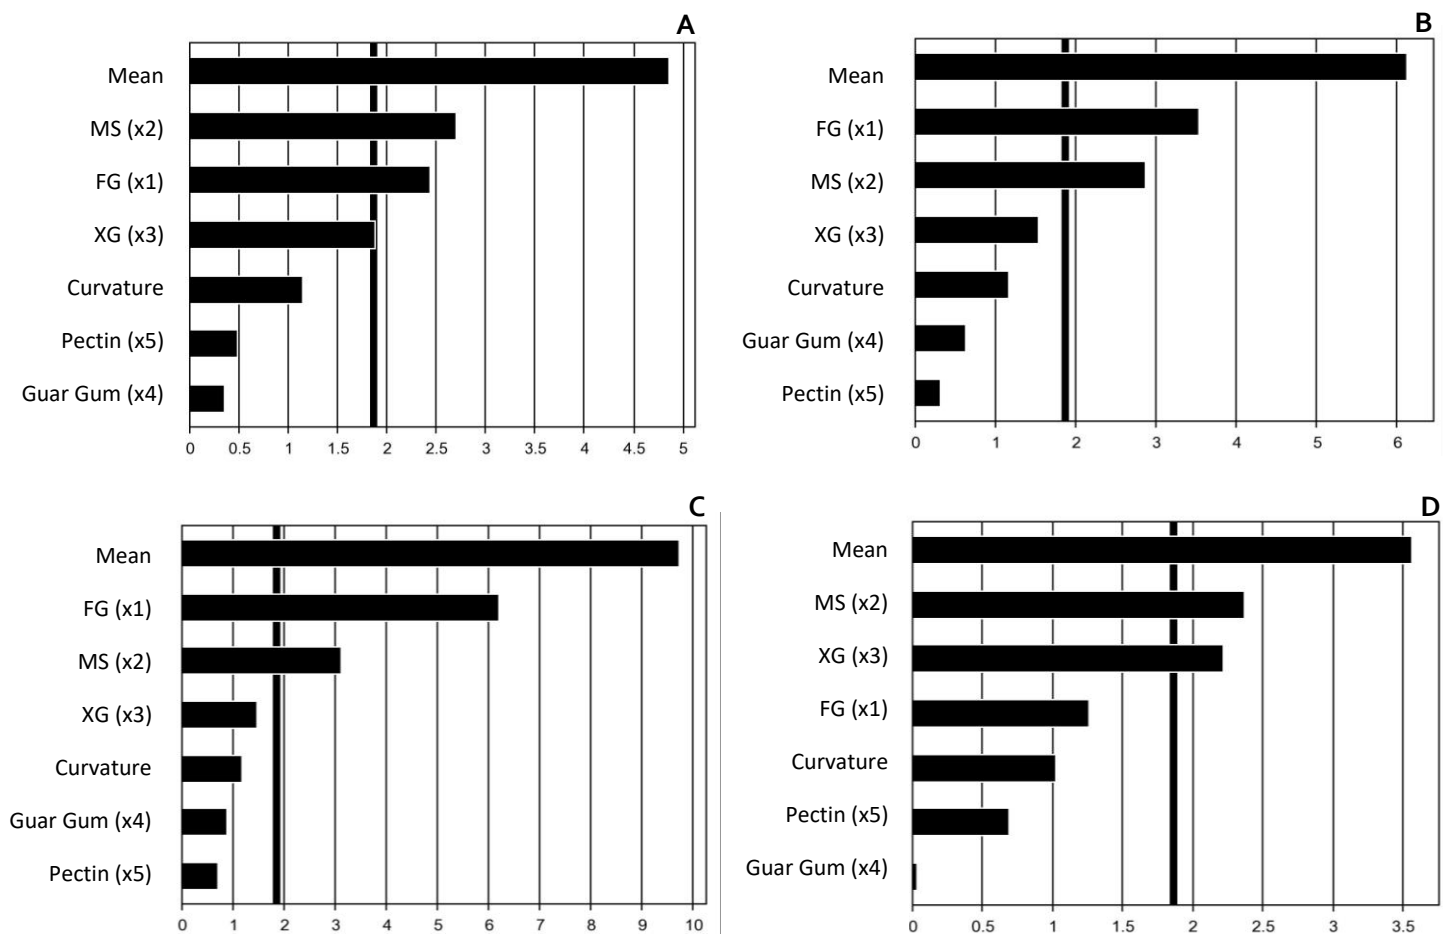 A
Mean
MS (x2)
FG (x1)
XG (x3)
Curvature
Pectin (x5)
Guar Gum (x4)
0 0.5 1 1.5 2 2.5 3 3.5 4 4.5 5
B
Mean
FG (x1)
MS (x2)
XG (x3)
Curvature
Guar Gum (x4)
Pectin (x5)
0 1 2 3 4 5 6
C
Mean
FG (x1)
MS (x2)
XG (x3)
Curvature
Guar Gum (x4)
Pectin (x5)
0 1 2 3 4 5 6 7 8 9 10
D
Mean
MS (x2)
XG (x3)
FG (x1)
Curvature
Pectin (x5)
Guar Gum (x4)
0 0.5 1 1.5 2 2.5 3 3.5